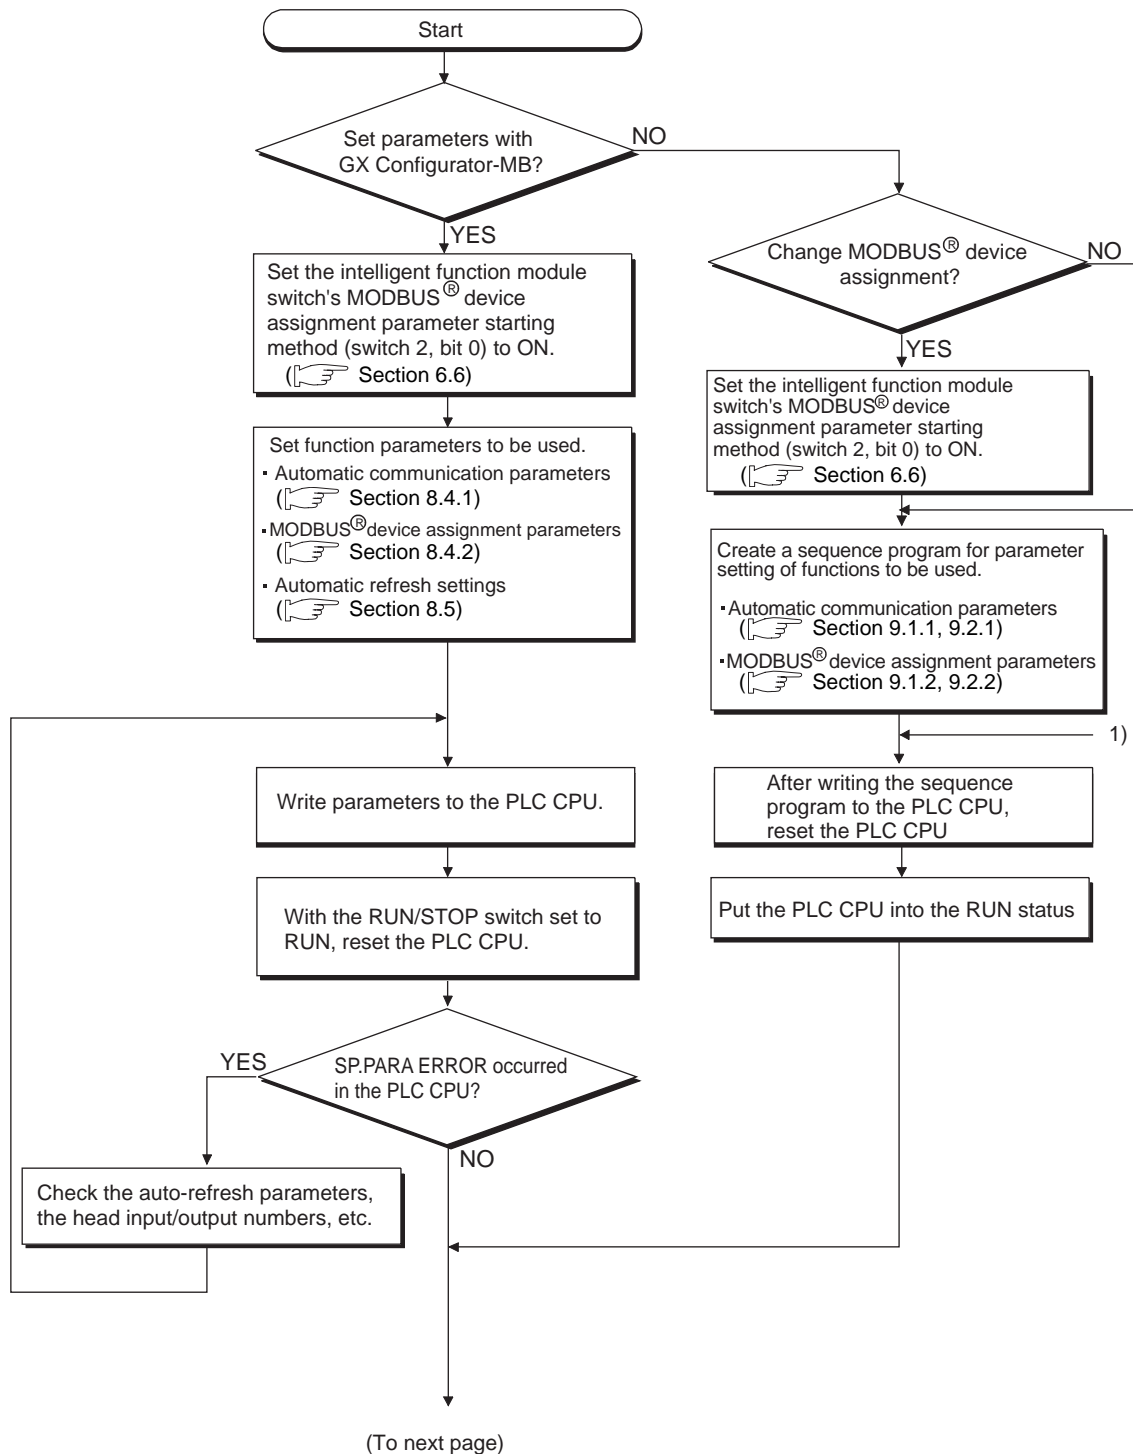 Start
Set parameters with
GX Configurator-MB?
NO
YES
Set the intelligent function module
switch's MODBUS® device
assignment parameter starting
method (switch 2, bit 0) to ON.
( Section 6.6)
Set function parameters to be used.
· Automatic communication parameters
( Section 8.4.1)
· MODBUS® device assignment parameters
( Section 8.4.2)
· Automatic refresh settings
( Section 8.5)
Write parameters to the PLC CPU.
With the RUN/STOP switch set to
RUN, reset the PLC CPU.
SP.PARA ERROR occurred
in the PLC CPU?
YES
NO
Check the auto-refresh parameters,
the head input/output numbers, etc.
Change MODBUS® device
assignment?
NO
YES
Set the intelligent function module
switch's MODBUS® device
assignment parameter starting
method (switch 2, bit 0) to ON.
( Section 6.6)
Create a sequence program for parameter
setting of functions to be used.
· Automatic communication parameters
( Section 9.1.1, 9.2.1)
· MODBUS® device assignment parameters
( Section 9.1.2, 9.2.2)
1)
After writing the sequence
program to the PLC CPU,
reset the PLC CPU
Put the PLC CPU into the RUN status
(To next page)